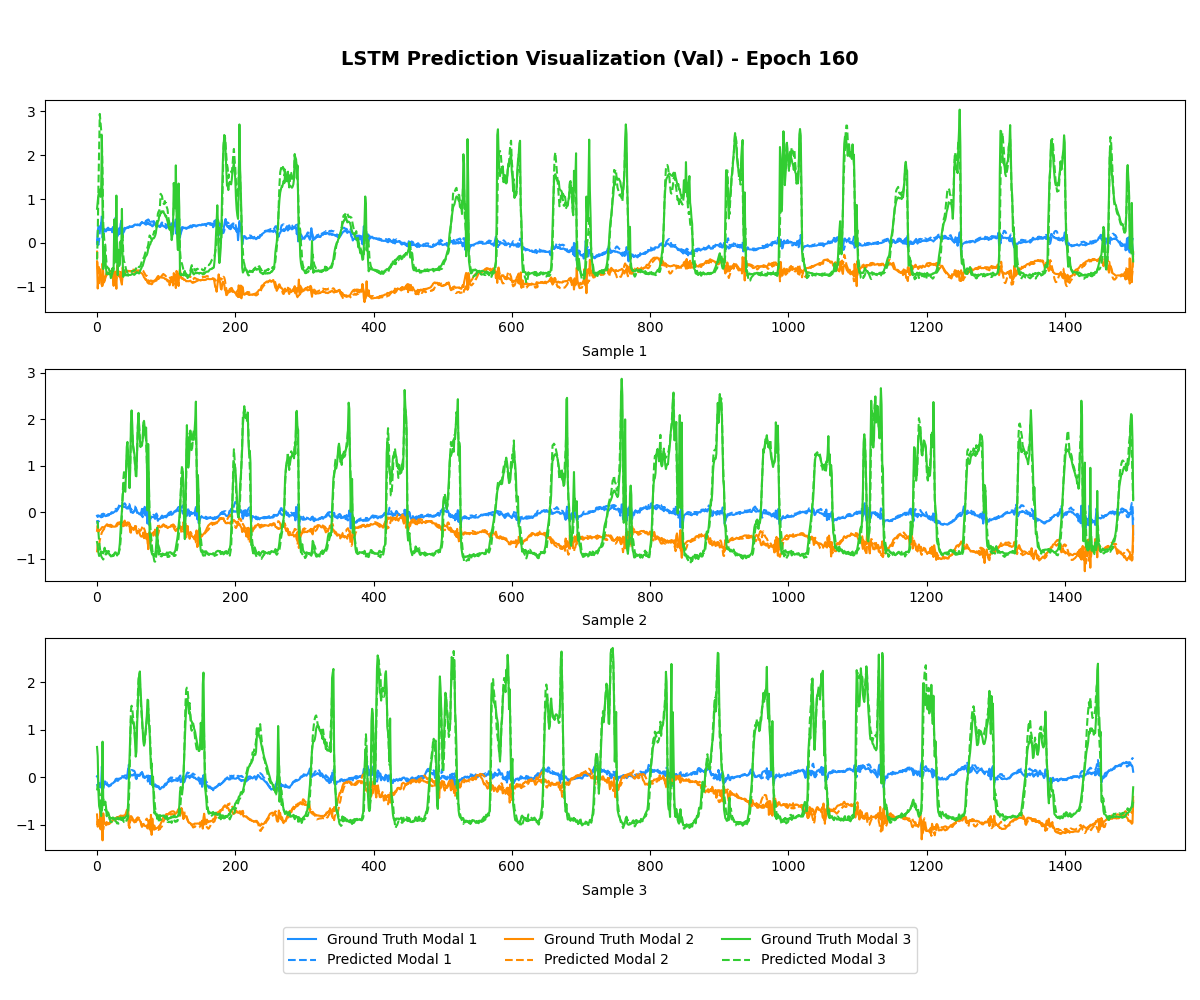 LSTM Prediction Visualization (Val) - Epoch 160
3
2
1
0
−1
0 200 400 600 800 1000 1200 1400
Sample 1
3
2
1
0
−1
0 200 400 600 800 1000 1200 1400
Sample 2
2
1
0
−1
0 200 400 600 800 1000 1200 1400
Sample 3
Ground Truth Modal 1 Ground Truth Modal 2 Ground Truth Modal 3
Predicted Modal 1 Predicted Modal 2 Predicted Modal 3